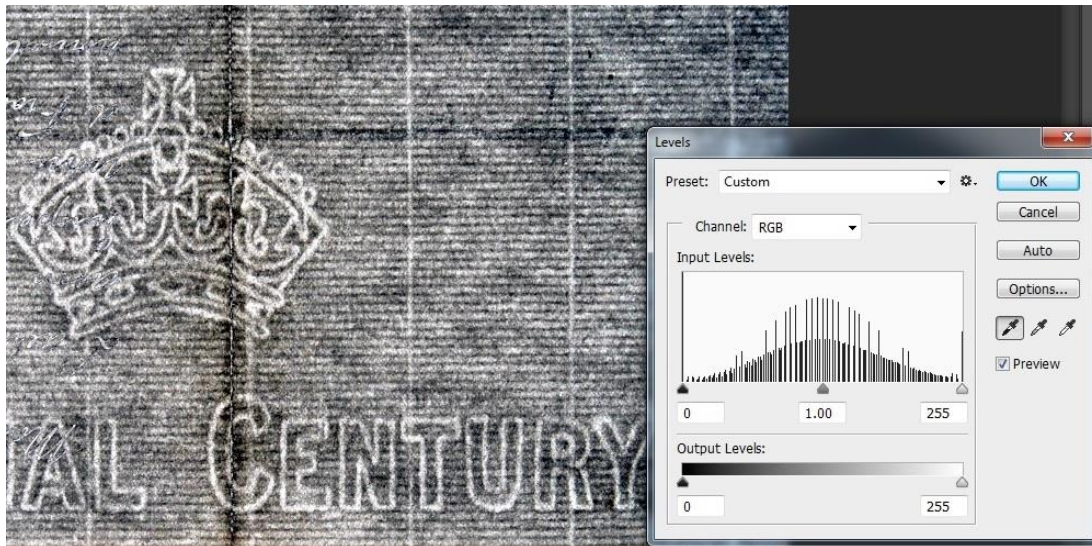 AL CENTURY
Levels
Preset: Custom
OK
Cancel
Channel: RGB
Auto
Input Levels:
Options...
Preview
0 1.00 255
Output Levels:
0 255